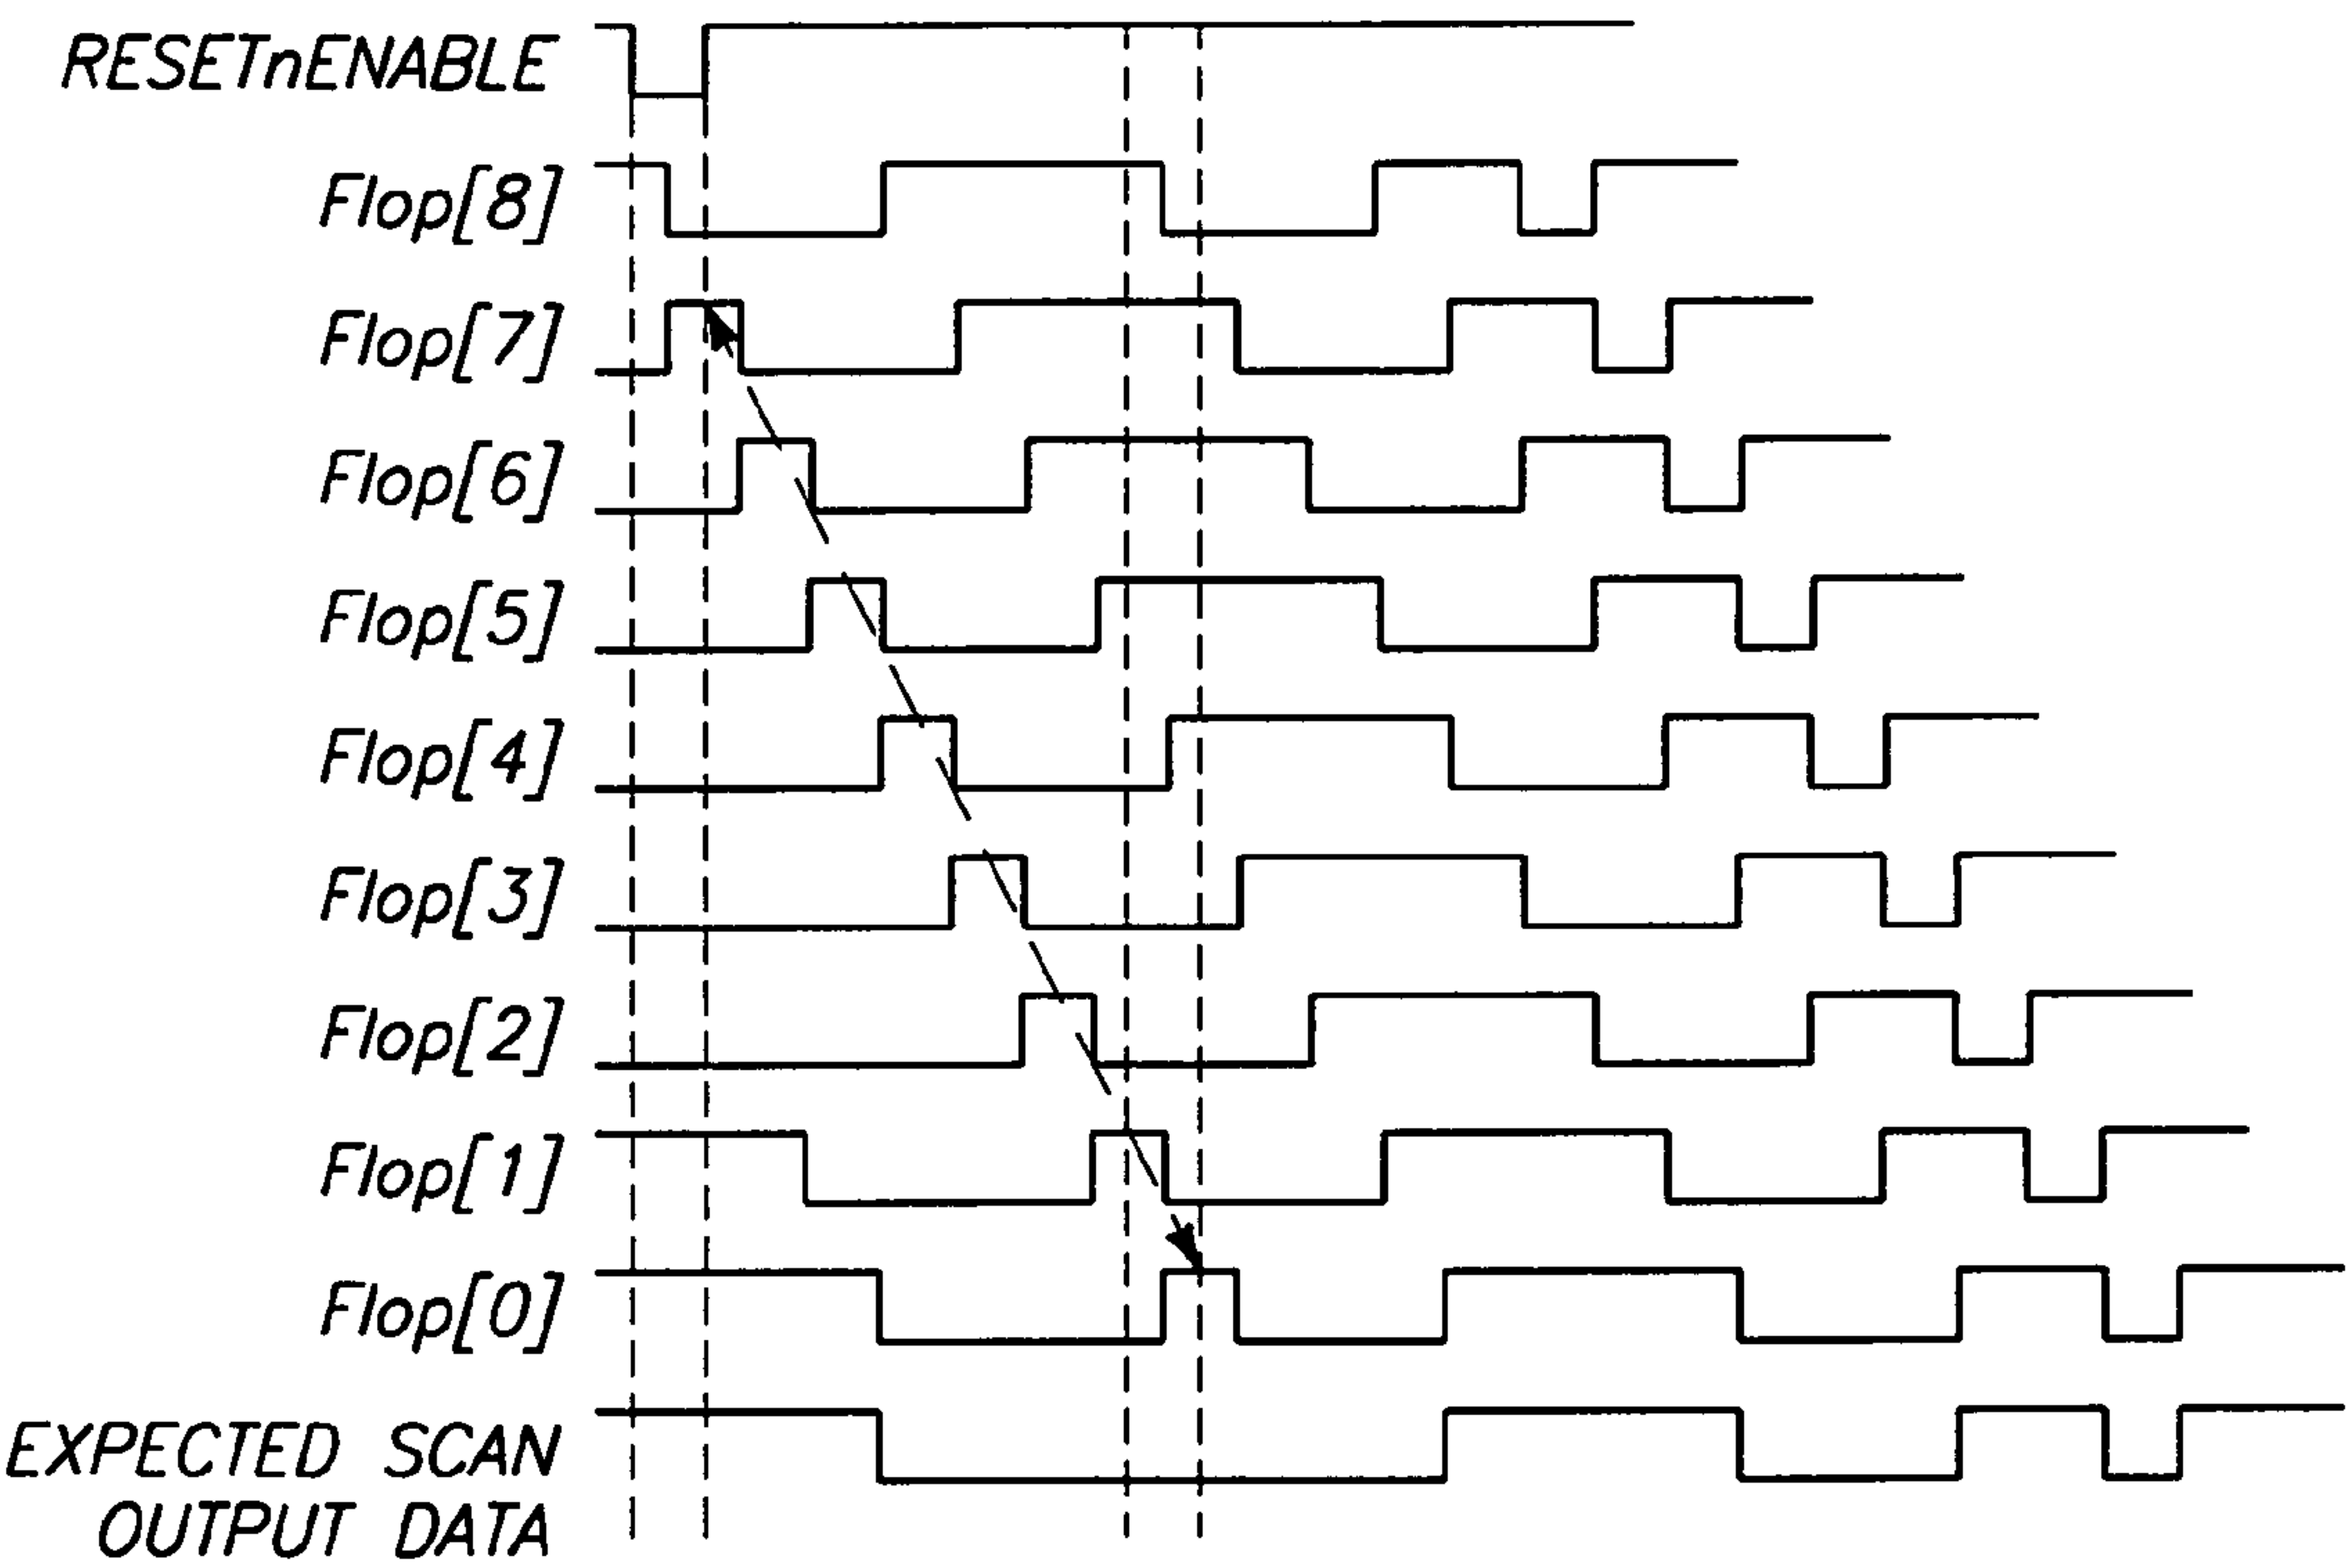 RESETnENABLE
Flop[8]
Flop[7]
Flop[6]
Flop[5]
Flop[4]
Flop[3]
Flop[2]
Flop[1]
Flop[0]
EXPECTED SCAN
OUTPUT DATA